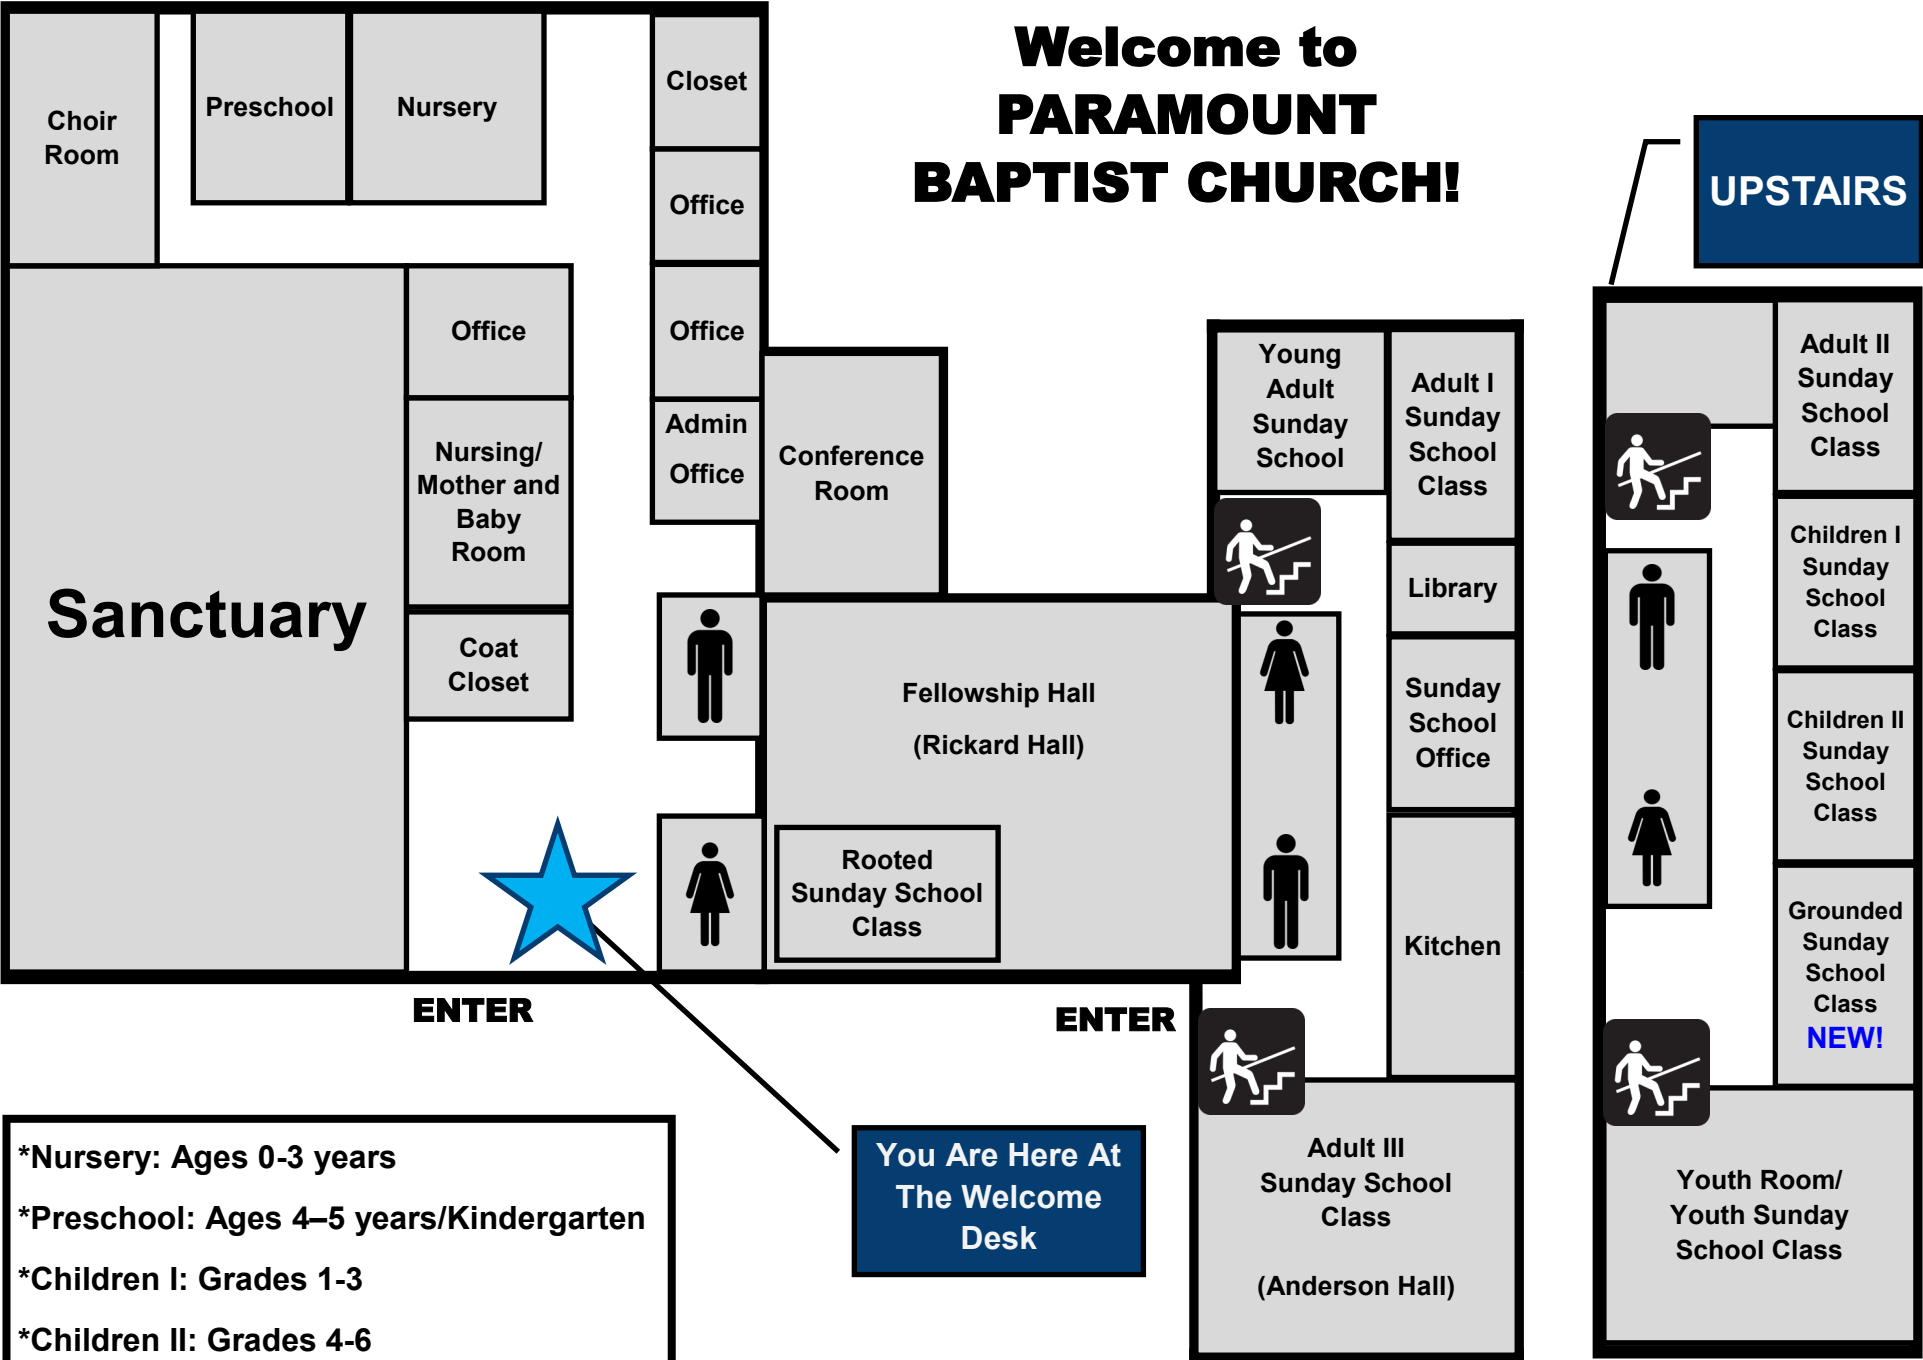 Welcome to
PARAMOUNT
BAPTIST CHURCH!
UPSTAIRS
Choir
Room
Preschool
Nursery
Closet
Office
Office
Admin
Office
Conference
Room
Sanctuary
Office
Nursing/
Mother and
Baby
Room
Coat
Closet
Fellowship Hall
(Rickard Hall)
Rooted
Sunday School
Class
Young
Adult
Sunday
School
Adult I
Sunday
School
Class
Library
Sunday
School
Office
Kitchen
Adult III
Sunday School
Class
(Anderson Hall)
Adult II
Sunday
School
Class
Children I
Sunday
School
Class
Children II
Sunday
School
Class
Grounded
Sunday
School
Class
NEW!
Youth Room/
Youth Sunday
School Class
ENTER
ENTER
You Are Here At
The Welcome
Desk
*Nursery: Ages 0-3 years
*Preschool: Ages 4–5 years/Kindergarten
*Children I: Grades 1-3
*Children II: Grades 4-6